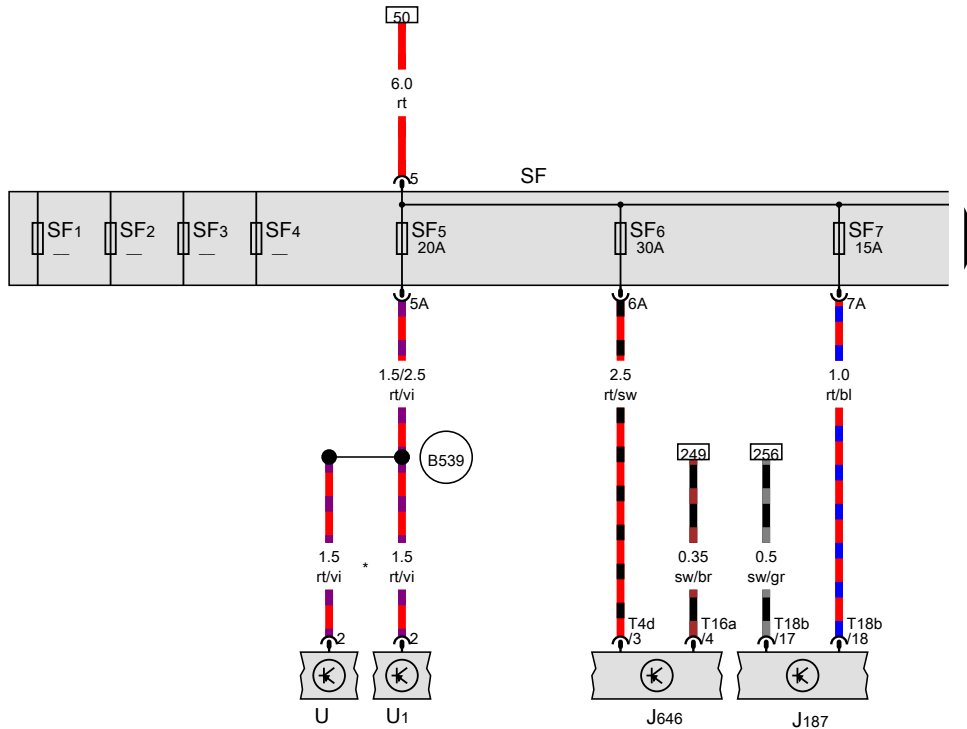 50
6.0
rt
5
SF
SF1
SF2
SF3
SF4
SF5
20A
SF6
30A
SF7
15A
5A
6A
7A
1.5/2.5
rt/vi
2.5
rt/sw
1.0
rt/bl
B539
249
256
1.5
rt/vi
*
1.5
rt/vi
0.35
sw/br
0.5
sw/gr
2
2
T4d
/3
T16a
/4
T18b
/17
T18b
/18
U
U1
J646
J187